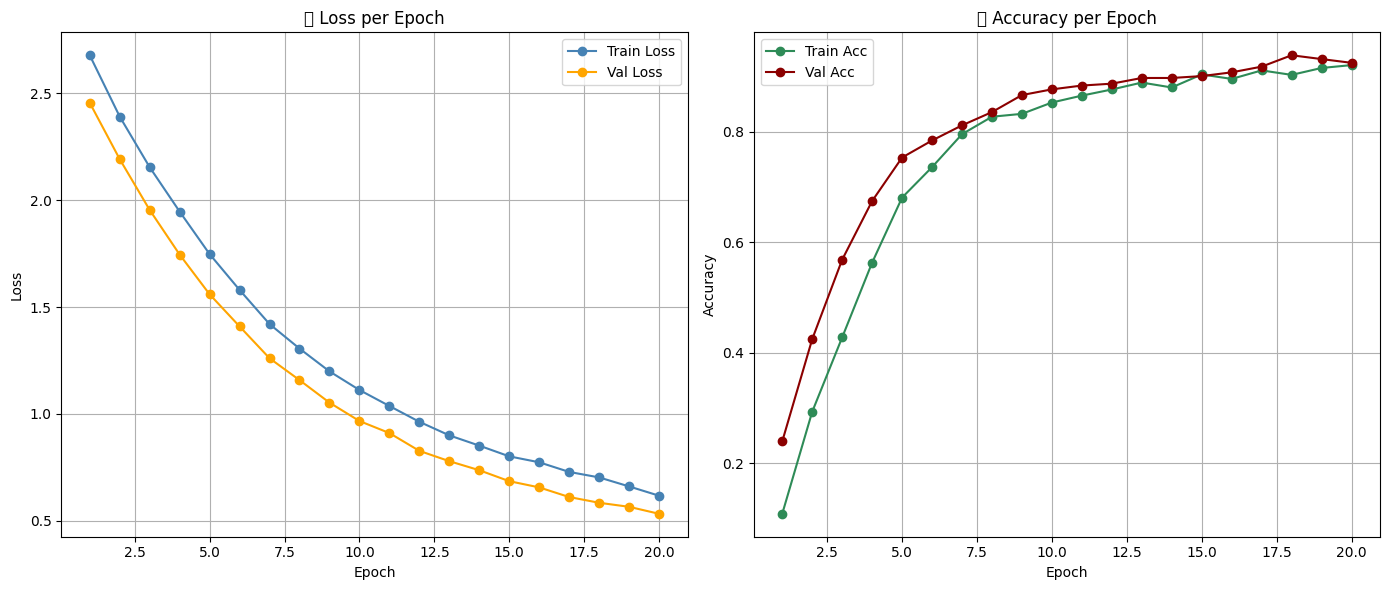 Loss per Epoch
Train Loss
Val Loss
2.5
2.0
1.5
1.0
0.5
Loss
2.5 5.0 7.5 10.0 12.5 15.0 17.5 20.0
Epoch
Accuracy per Epoch
Train Acc
Val Acc
0.8
0.6
0.4
0.2
Accuracy
2.5 5.0 7.5 10.0 12.5 15.0 17.5 20.0
Epoch